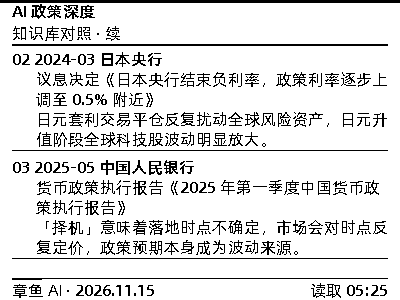 AI 政策深度
知识库对照 · 续
02 2024-03 日本央行
议息决定《日本央行结束负利率，政策利率逐步上
调至 0.5% 附近》
日元套利交易平仓反复扰动全球风险资产，日元升
值阶段全球科技股波动明显放大。
03 2025-05 中国人民银行
货币政策执行报告《2025 年第一季度中国货币政
策执行报告》
「择机」意味着落地时点不确定，市场会对时点反
复定价，政策预期本身成为波动来源。
章鱼 AI · 2026.11.15
读取 05:25